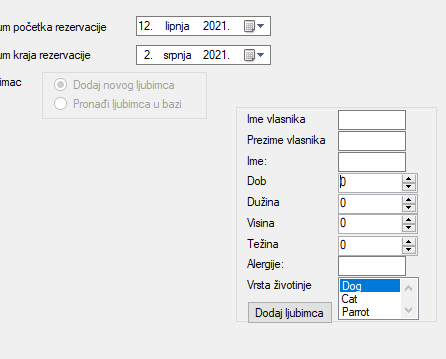 um početka rezervacije 12. lipnja 2021.
um kraja rezervacije 2. srpnja 2021.
imac
Dodaj novog ljubimca
Pronađi ljubimca u bazi
Ime vlasnika
Prezime vlasnika
Ime:
Dob 0
Dužina 0
Visina 0
Težina 0
Alergije:
Vrsta životinje Dog
Cat
Dodaj ljubimca Parrot